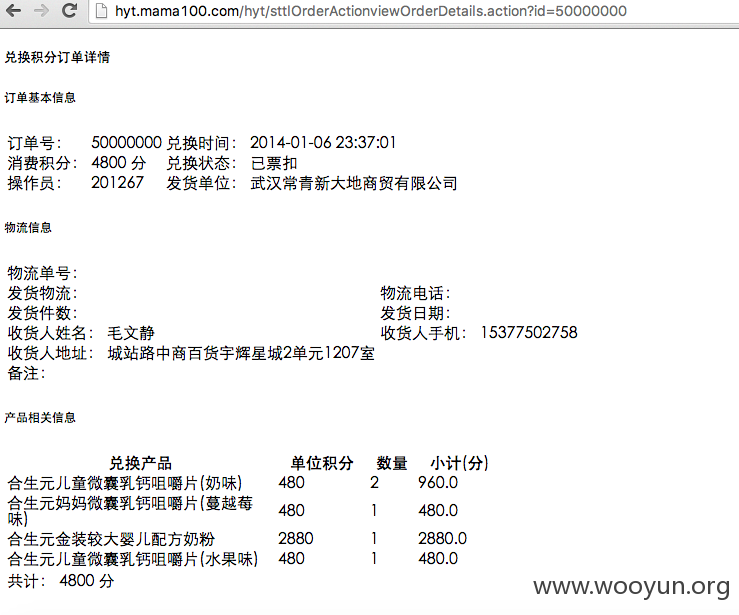 hyt.mama100.com/hyt/sttlOrderActionviewOrderDetails.action?id=50000000
兑换积分订单详情
订单基本信息
订单号: 50000000 兑换时间: 2014-01-06 23:37:01
消费积分: 4800 分 兑换状态: 已票扣
操作员: 201267 发货单位: 武汉常青新大地商贸有限公司
物流信息
物流单号:
发货物流: 物流电话:
发货件数: 发货日期:
收货人姓名: 毛文静 收货人手机: 15377502758
收货人地址: 城站路中商百货宇辉星城2单元1207室
备注:
产品相关信息
兑换产品 单位积分 数量 小计(分)
合生元儿童微囊乳钙咀嚼片(奶味) 480 2 960.0
合生元妈妈微囊乳钙咀嚼片(蔓越莓
味) 480 1 480.0
合生元金装较大婴儿配方奶粉 2880 1 2880.0
合生元儿童微囊乳钙咀嚼片(水果味) 480 1 480.0
共计: 4800 分
www.wooyun.org